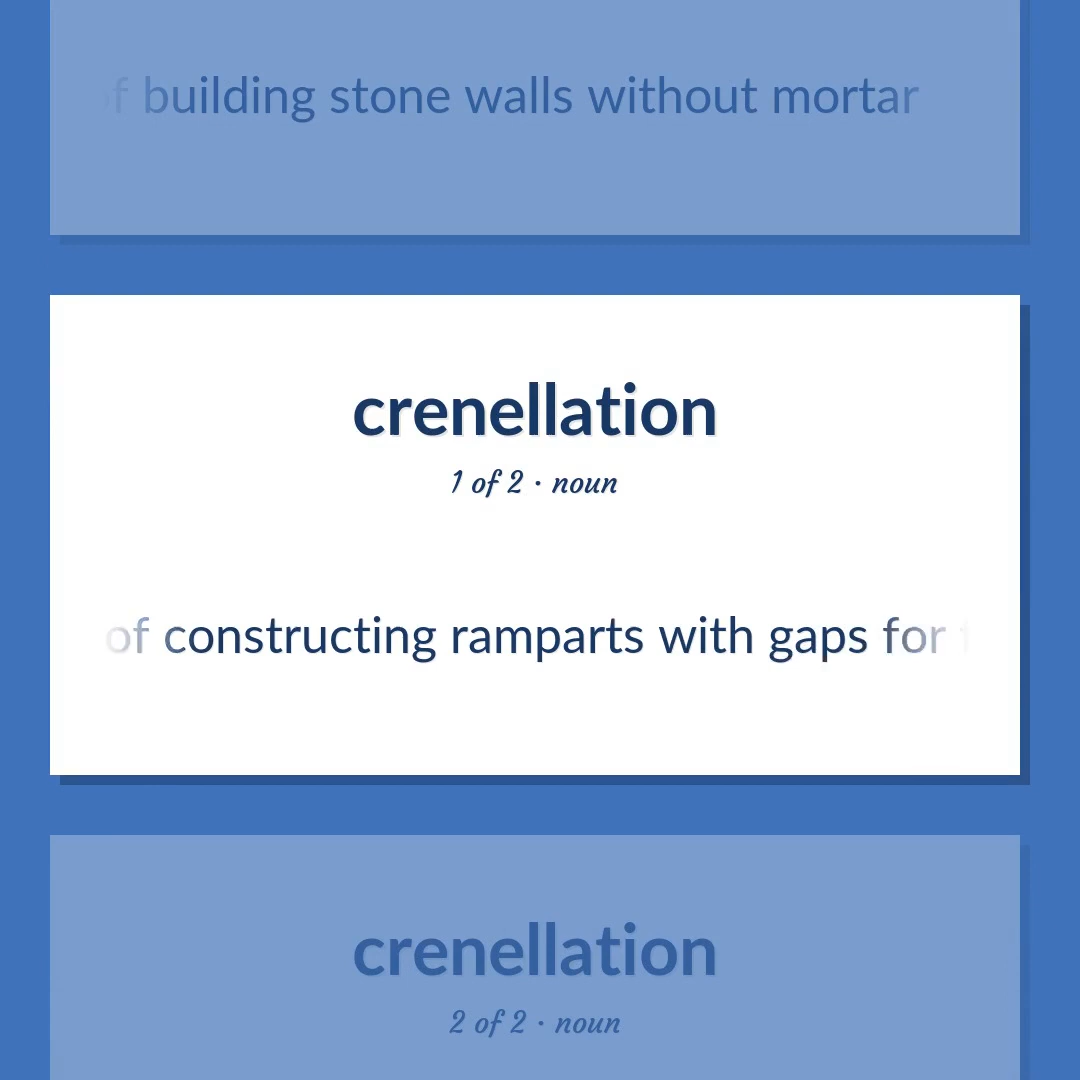 of building stone walls without mortar
crenellation
1 of 2 · noun
of constructing ramparts with gaps for
crenellation
2 of 2 · noun